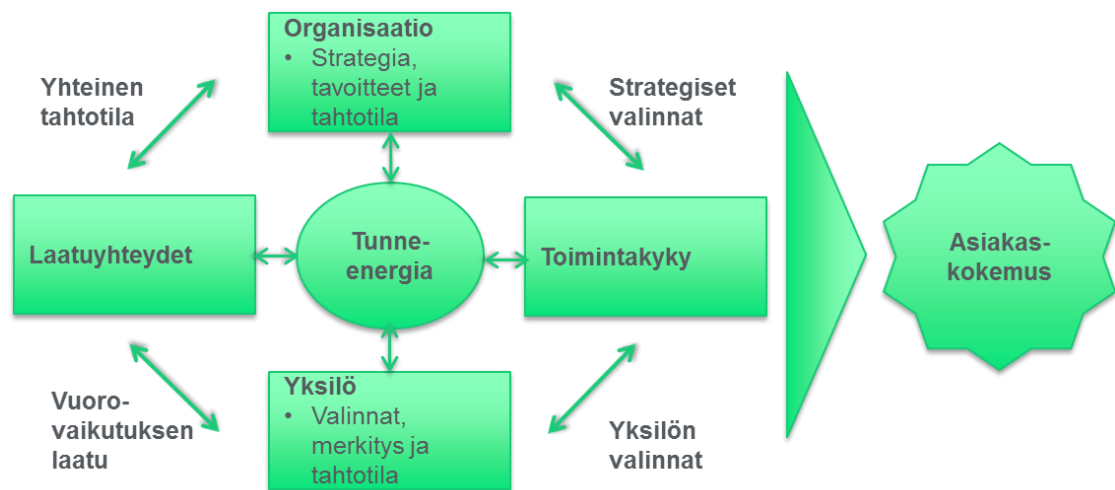 Organisaatio
• Strategia,
tavoitteet ja
tahtotila
Yhteinen
tahtotila
Strategiset
valinnat
Laatuyhteydet
Tunne-
energia
Toimintakyky
Asiakas-
kokemus
Yksilö
• Valinnat,
merkitys ja
tahtotila
Vuoro-
vaikutuksen
laatu
Yksilön
valinnat